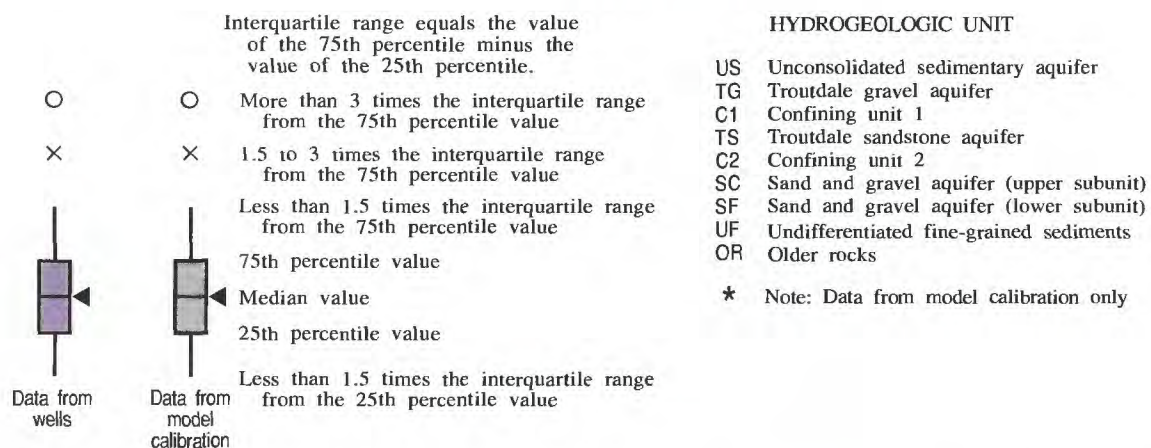 Interquartile range equals the value
of the 75th percentile minus the
value of the 25th percentile.
More than 3 times the interquartile range
from the 75th percentile value
1.5 to 3 times the interquartile range
from the 75th percentile value
Less than 1.5 times the interquartile range
from the 75th percentile value
75th percentile value
Median value
25th percentile value
Less than 1.5 times the interquartile range
from the 25th percentile value
Data from
wells
Data from
model
calibration
HYDROGEOLOGIC UNIT
US Unconsolidated sedimentary aquifer
TG Troutdale gravel aquifer
C1 Confining unit 1
TS Troutdale sandstone aquifer
C2 Confining unit 2
SC Sand and gravel aquifer (upper subunit)
SF Sand and gravel aquifer (lower subunit)
UF Undifferentiated fine-grained sediments
OR Older rocks
* Note: Data from model calibration only